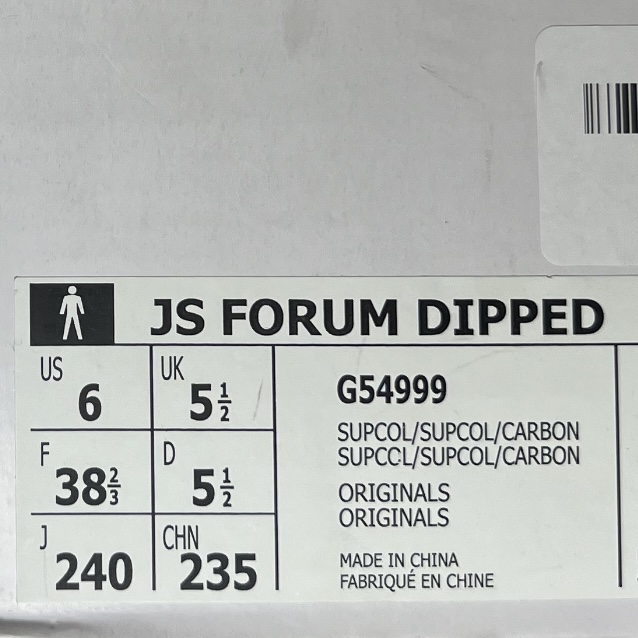 JS FORUM DIPPED
US 6 UK 5 1/2
F 38 2/3 D 5 1/2
J 240 CHN 235
G54999
SUPCOL/SUPCOL/CARBON
SUPCCL/SUPCOL/CARBON
ORIGINALS
ORIGINALS
MADE IN CHINA
FABRIQUÉ EN CHINE